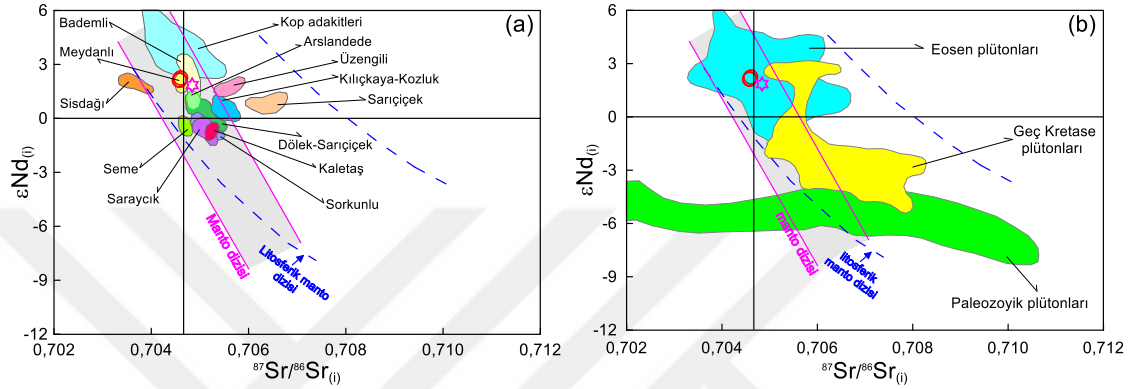 (a)
6
3
0
-3
-6
-9
-12
εNd(i)
Bademli
Meydanlı
Sisdağı
Seme
Saraycık
Kop adakitleri
Arslandede
Üzengili
Kılıçkaya-Kozluk
Sarıçiçek
Dölek-Sarıçiçek
Kaletaş
Sorkunlu
Manto dizisi
Litosferik manto
dizisi
0,702
0,704
0,706
0,708
0,710
0,712
87Sr/86Sr(i)
(b)
6
3
0
-3
-6
-9
-12
εNd(i)
Eosen plütonları
Geç Kretase
plütonları
Paleozoyik plütonları
manto dizisi
litosferik
manto dizisi
0,702
0,704
0,706
0,708
0,710
0,712
87Sr/86Sr(i)